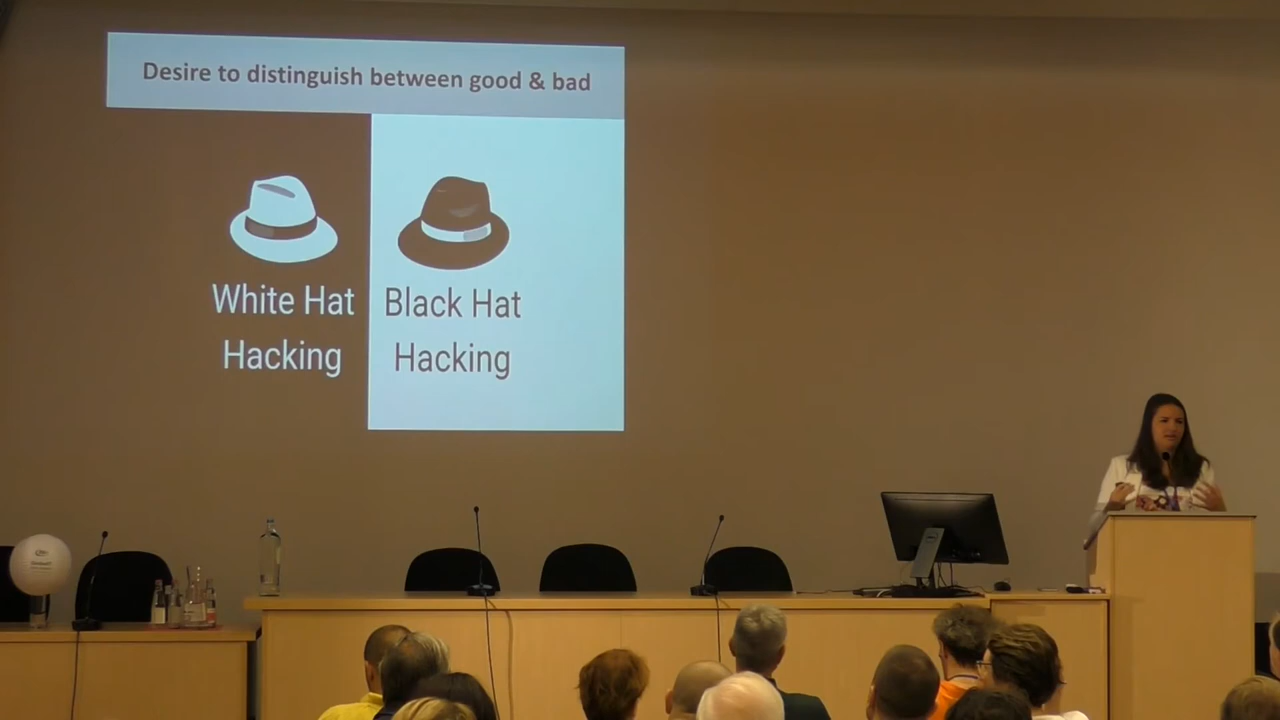 Desire to distinguish between good & bad
White Hat
Hacking
Black Hat
Hacking